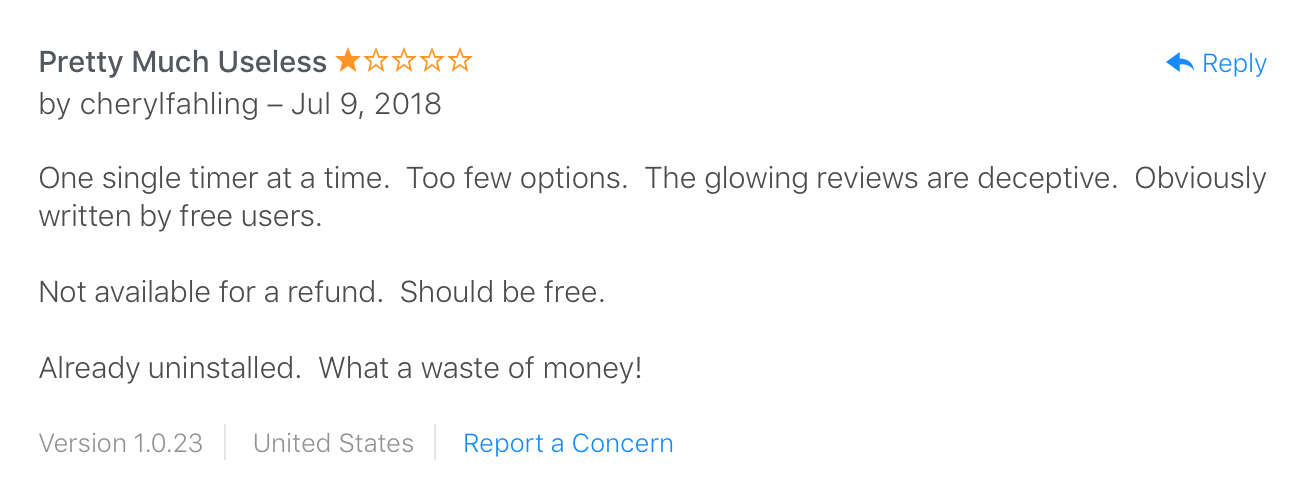 Pretty Much Useless ★☆☆☆☆
Reply
by cherylfahling – Jul 9, 2018
One single timer at a time.  Too few options.  The glowing reviews are deceptive.  Obviously
written by free users.
Not available for a refund.  Should be free.
Already uninstalled.  What a waste of money!
Version 1.0.23
United States
Report a Concern